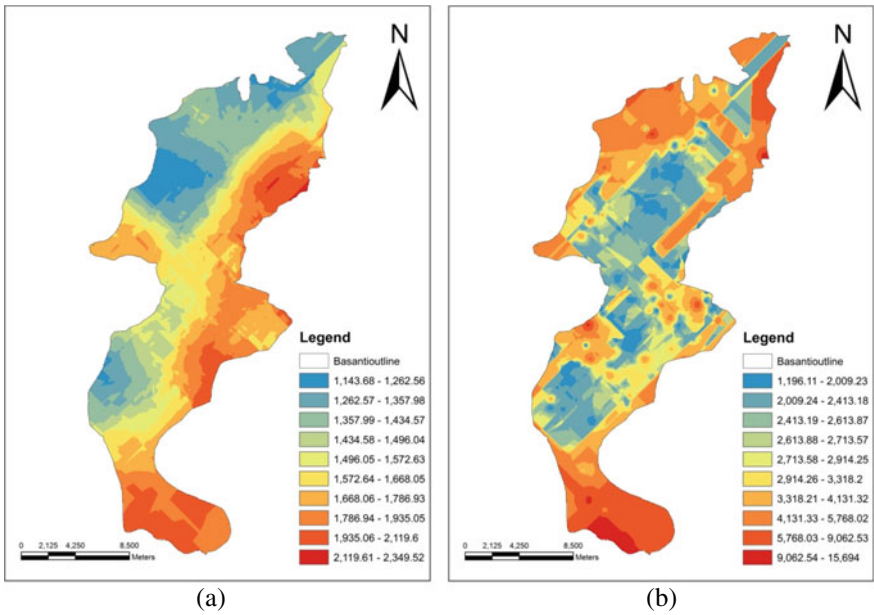 N
Legend
Basantioutline
1,143.68 - 1,262.56
1,262.57 - 1,357.98
1,357.99 - 1,434.57
1,434.58 - 1,496.04
1,496.05 - 1,572.63
1,572.64 - 1,668.05
1,668.06 - 1,786.93
1,786.94 - 1,935.05
1,935.06 - 2,119.6
2,119.61 - 2,349.52
0 2,125 4,250 8,500
Meters
(a)
N
Legend
Basantioutline
1,196.11 - 2,009.23
2,009.24 - 2,413.18
2,413.19 - 2,613.87
2,613.88 - 2,713.57
2,713.58 - 2,914.25
2,914.26 - 3,318.2
3,318.21 - 4,131.32
4,131.33 - 5,768.02
5,768.03 - 9,062.53
9,062.54 - 15,694
0 2,125 4,250 8,500
Meters
(b)